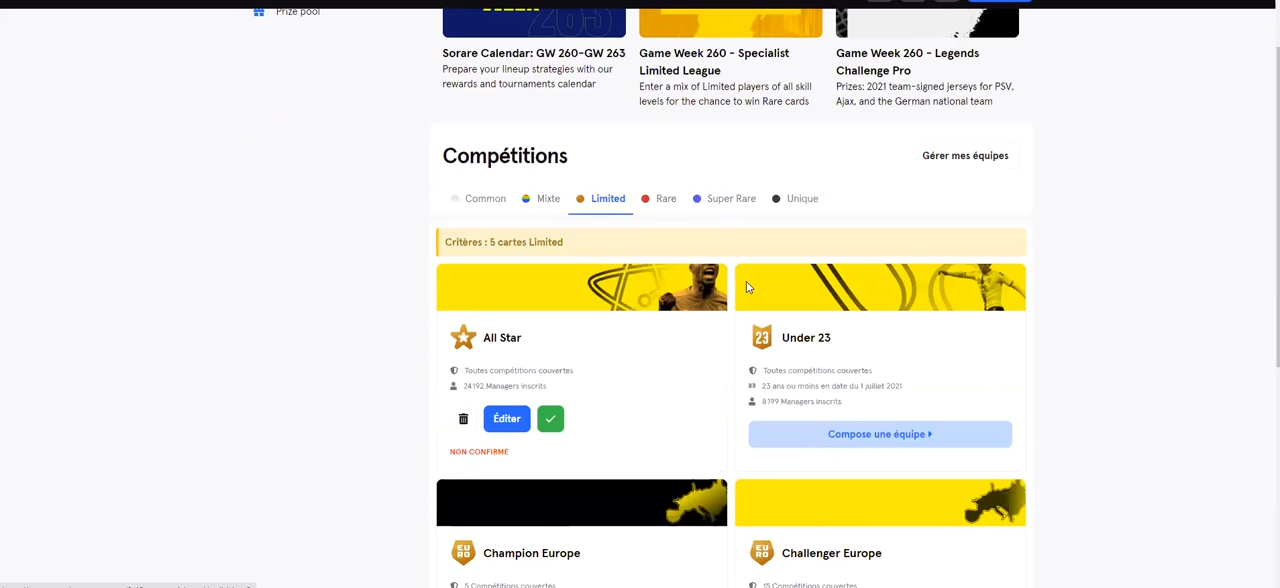 Prize pool
Sorare Calendar: GW 260-GW 263
Prepare your lineup strategies with our
rewards and tournaments calendar
Game Week 260 - Specialist
Limited League
Enter a mix of Limited players of all skill
levels for the chance to win Rare cards
Game Week 260 - Legends
Challenge Pro
Prizes: 2021 team-signed jerseys for PSV,
Ajax, and the German national team
Compétitions
Gérer mes équipes
Common Mixte Limited Rare Super Rare Unique
Critères : 5 cartes Limited
All Star
Toutes compétitions couvertes
24 192 Managers inscrits
Éditer
NON CONFIRMÉ
23
Under 23
Toutes compétitions couvertes
23 ans ou moins en date du 1 juillet 2021
8 199 Managers inscrits
Compose une équipe
EU
RO
Champion Europe
5 Compétitions couvertes
EU
RO
Challenger Europe
15 Compétitions couvertes